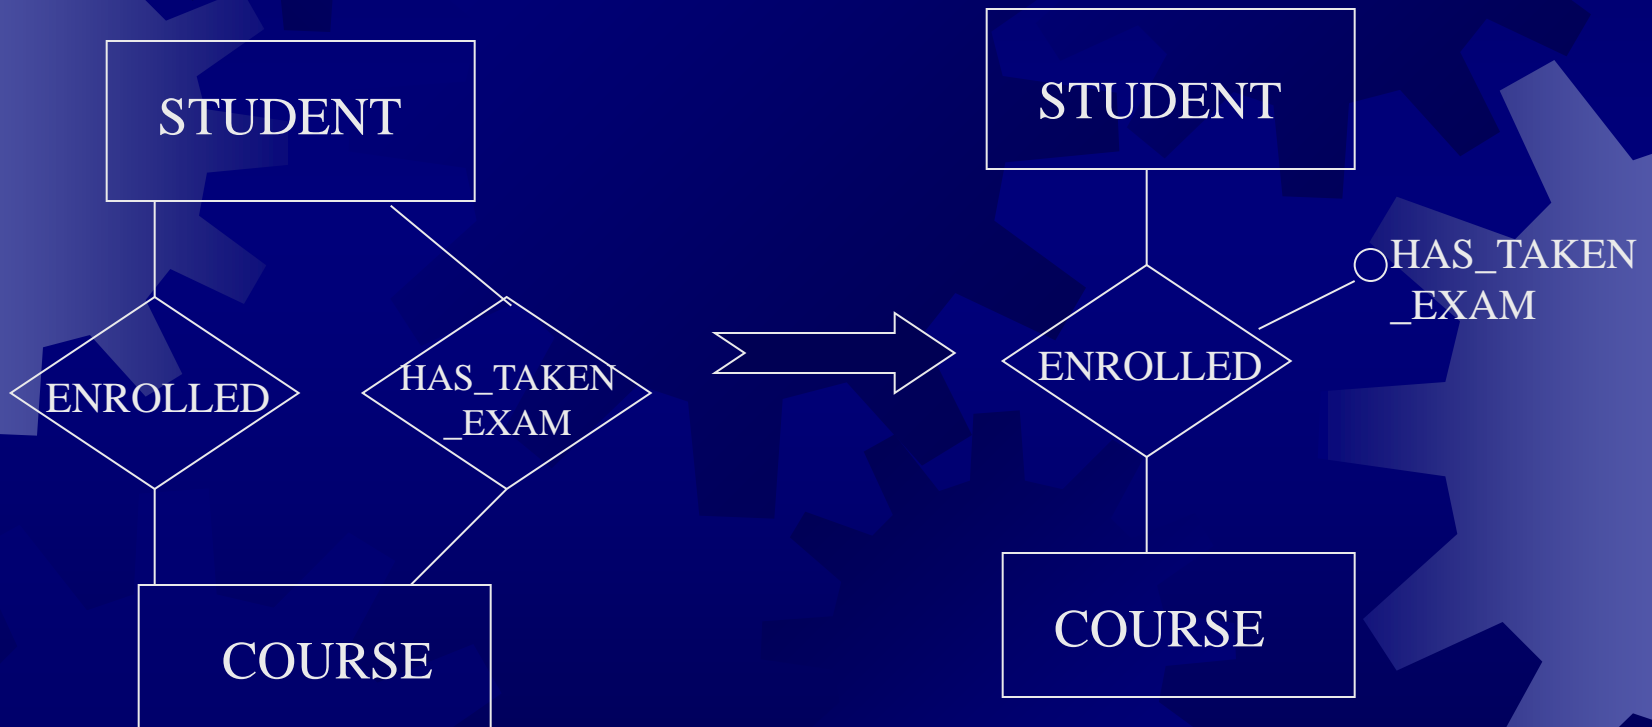 STUDENT
ENROLLED
HAS_TAKEN
_EXAM
COURSE
STUDENT
HAS_TAKEN
_EXAM
ENROLLED
COURSE